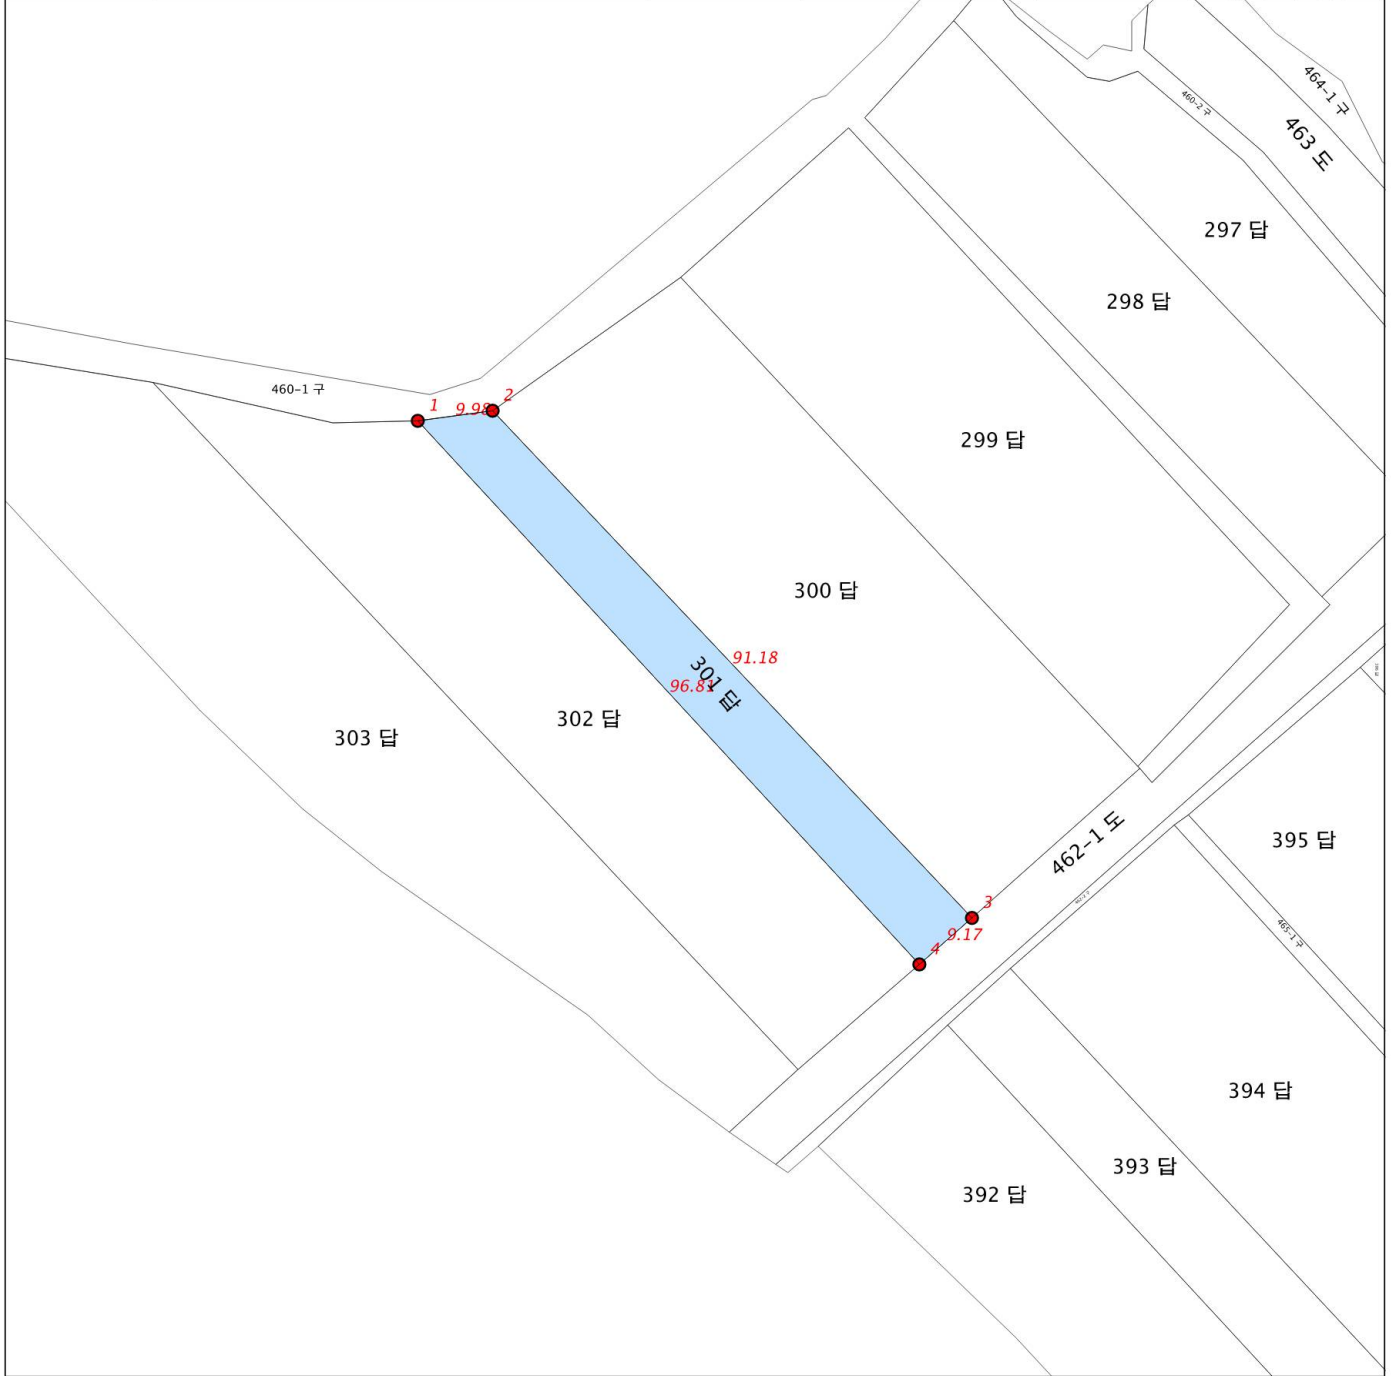 464-1 구
460-2 구
463 도
297 답
298 답
460-1 구
1
9.98
2
299 답
300 답
91.18
301 답
96.81
302 답
303 답
462-1 도
395 답
3
9.17
4
465-1 구
394 답
393 답
392 답